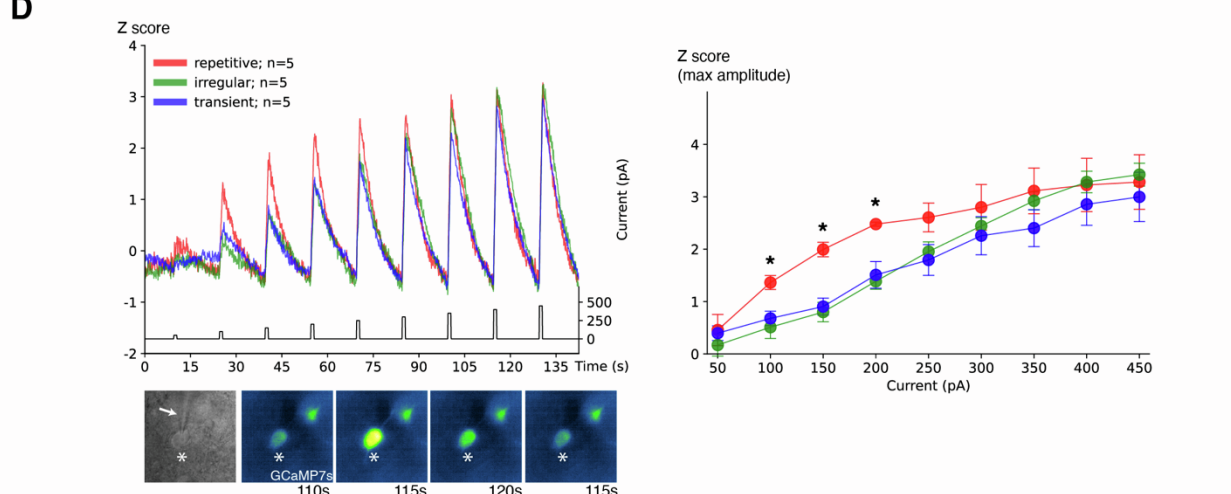 D
Z score
4
3
2
1
0
-1
-2
repetitive; n=5
irregular; n=5
transient; n=5
500
250
0
Current (pA)
0 15 30 45 60 75 90 105 120 135 Time (s)
*
*
*
*
*
GCaMP7s
110s 115s 120s 115s
Z score
(max amplitude)
4
3
2
1
0
*
*
*
50 100 150 200 250 300 350 400 450
Current (pA)